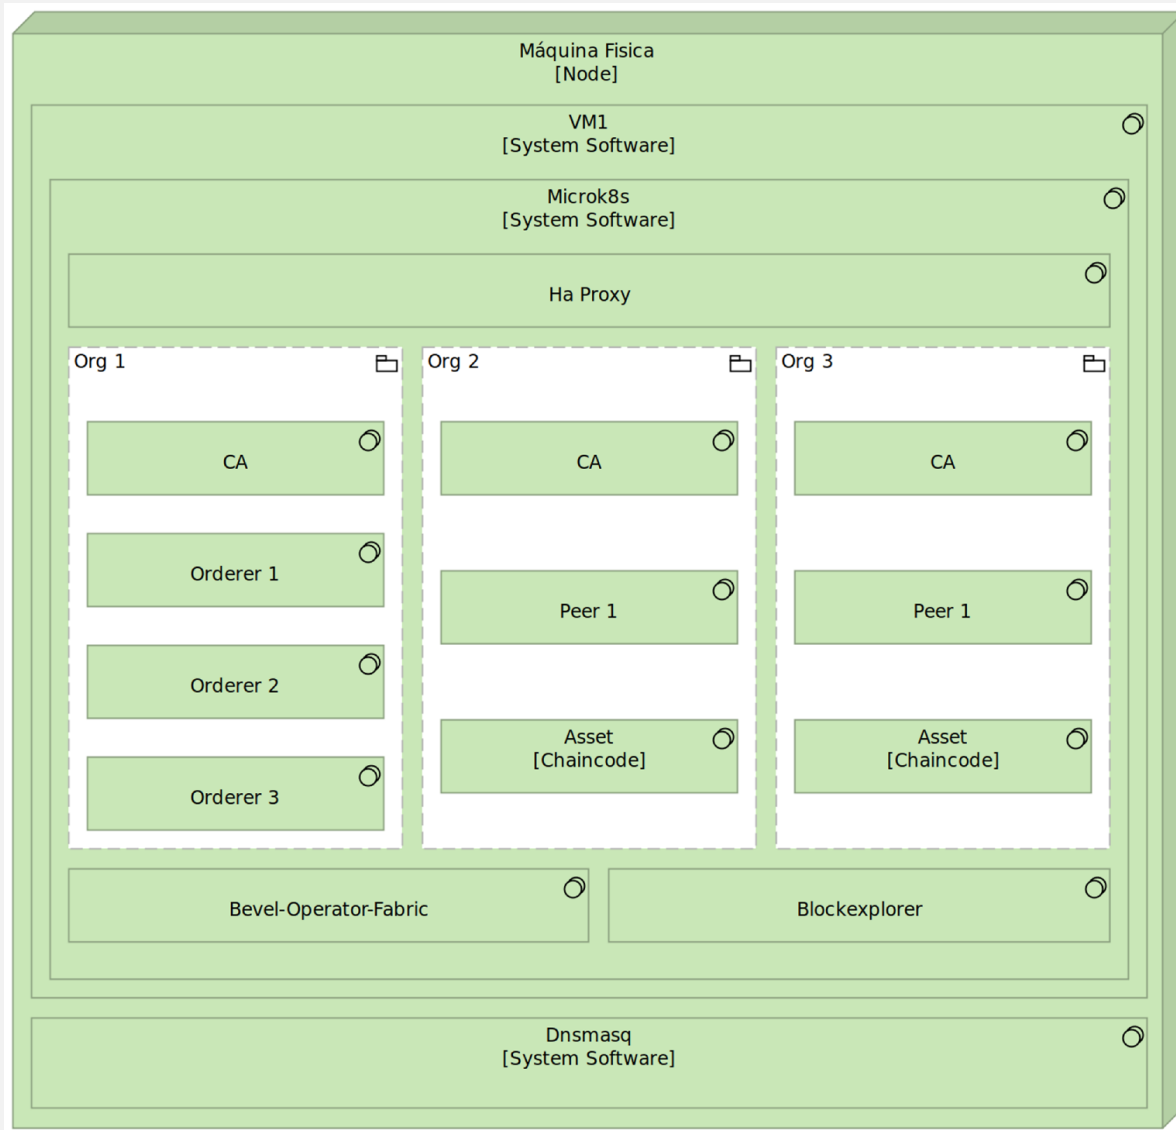 Máquina Fisica
[Node]
VM1
[System Software]
Microk8s
[System Software]
Ha Proxy
Org 1
CA
Orderer 1
Orderer 2
Orderer 3
Org 2
CA
Peer 1
Asset
[Chaincode]
Org 3
CA
Peer 1
Asset
[Chaincode]
Bevel-Operator-Fabric
Blockexplorer
Dnsmasq
[System Software]